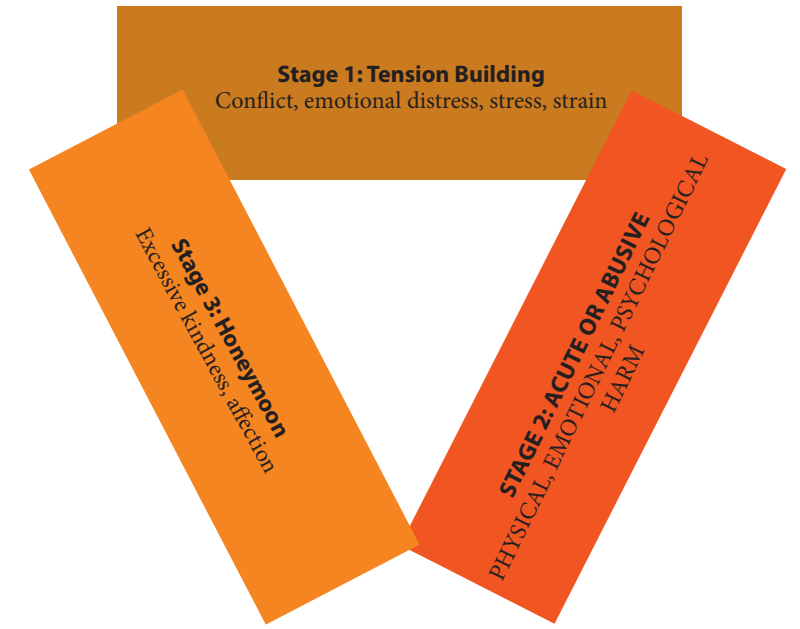 Stage 1: Tension Building
Conflict, emotional distress, stress, strain
STAGE 2: ACUTE OR ABUSIVE
PHYSICAL, EMOTIONAL, PSYCHOLOGICAL
HARM
Stage 3: Honeymoon
Excessive kindness, affection